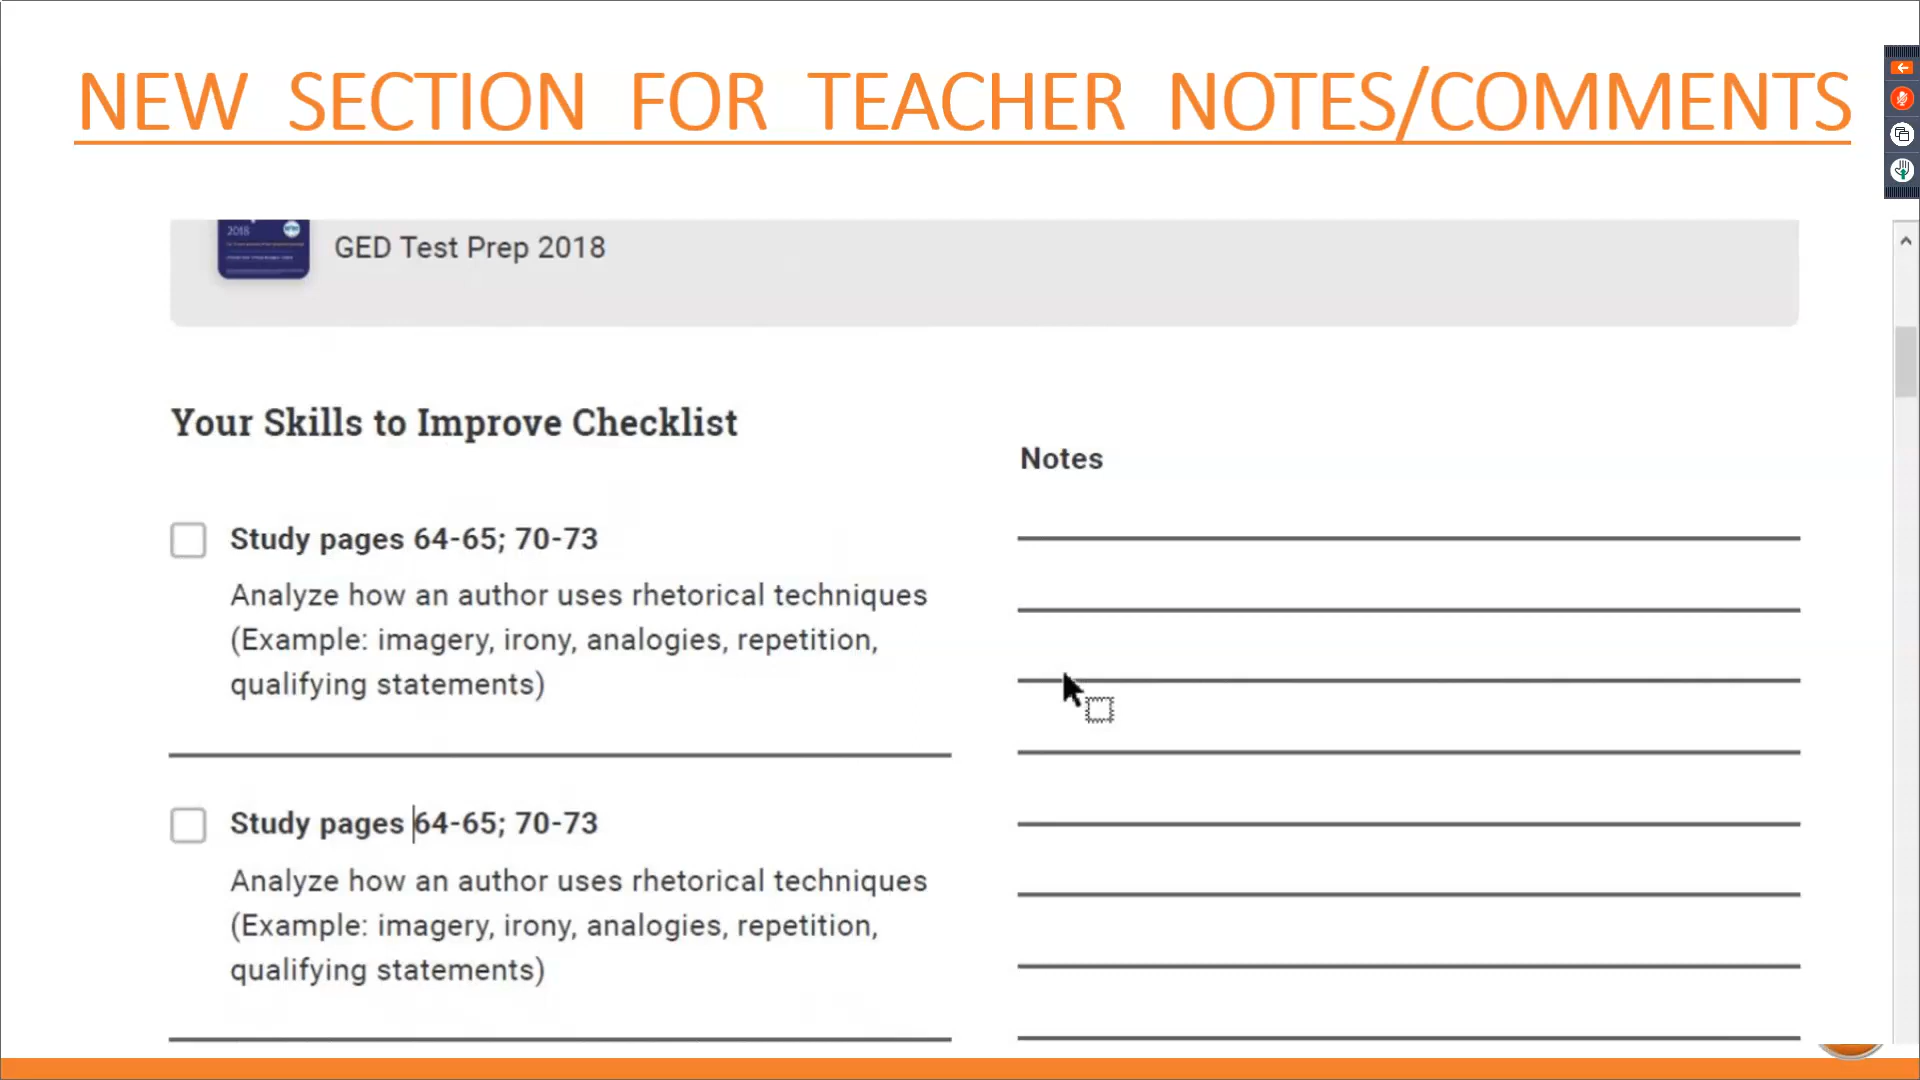 NEW SECTION FOR TEACHER NOTES/COMMENTS
2018
GED Test Prep 2018
Your Skills to Improve Checklist
Notes
Study pages 64-65; 70-73
Analyze how an author uses rhetorical techniques
(Example: imagery, irony, analogies, repetition,
qualifying statements)
Study pages 64-65; 70-73
Analyze how an author uses rhetorical techniques
(Example: imagery, irony, analogies, repetition,
qualifying statements)